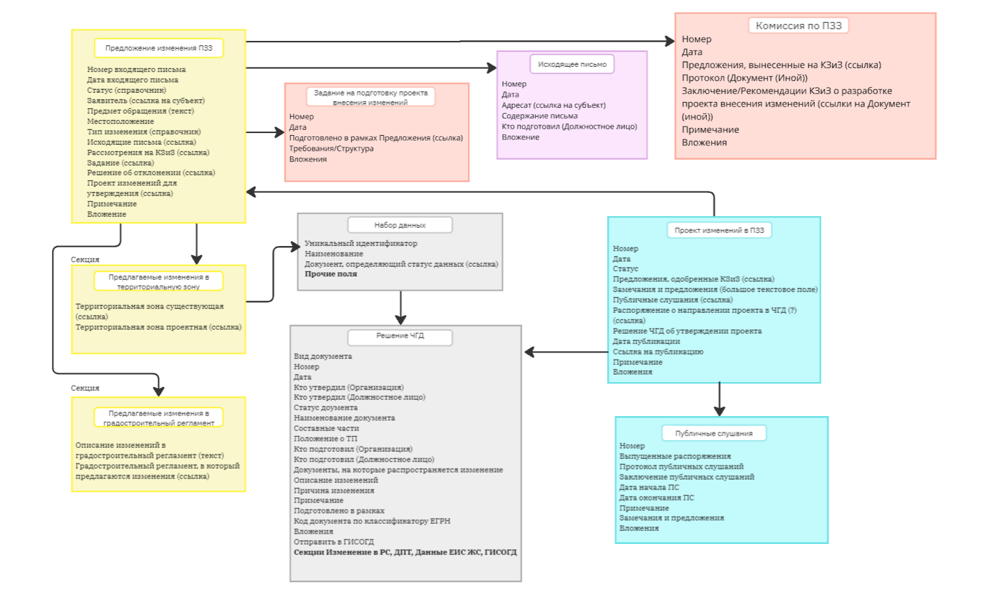 Предложение изменения ПЗЗ
Номер входящего письма
Дата входящего письма
Статус (справочник)
Заявитель (ссылка на субъект)
Предмет обращения (текст)
Местоположение
Тип изменения (справочник)
Исходящие письма (ссылка)
Рассмотрения на КЗиЗ (ссылка)
Задание (ссылка)
Решение об отклонении (ссылка)
Проект изменений для
утверждения (ссылка)
Примечание
Вложение
Задание на подготовку проекта
внесения изменений
Номер
Дата
Подготовлено в рамках Предложения (ссылка)
Требования/Структура
Вложения
Исходящее письмо
Номер
Дата
Адресат (ссылка на субъект)
Содержание письма
Кто подготовил (Должностное лицо)
Вложение
Комиссия по ПЗЗ
Номер
Дата
Предложения, вынесенные на КЗиЗ (ссылка)
Протокол (Документ (Иной))
Заключение/Рекомендации КЗиЗ о разработке
проекта внесения изменений (ссылки на Документ
(иной))
Примечание
Вложения
Секция
Предлагаемые изменения в
территориальную зону
Территориальная зона существующая
(ссылка)
Территориальная зона проектная (ссылка)
Секция
Предлагаемые изменения в
градостроительный регламент
Описание изменений в
градостроительный регламент (текст)
Градостроительный регламент, в который
предлагаются изменения (ссылка)
Набор данных
Уникальный идентификатор
Наименование
Документ, определяющий статус данных (ссылка)
Прочие поля
Решение ЧГД
Вид документа
Номер
Дата
Кто утвердил (Организация)
Кто утвердил (Должностное лицо)
Статус доумента
Наименование документа
Составные части
Положение о ТП
Кто подготовил (Организация)
Кто подготовил (Должностное лицо)
Документы, на которые распространяется изменение
Описание изменений
Причина изменения
Примечание
Подготовлено в рамках
Код документа по классификатору ЕГРН
Вложения
Отправить в ГИСОГД
Секции Изменение в РС, ДПТ, Данные ЕИС ЖС, ГИСОГД
Проект изменений в ПЗЗ
Номер
Дата
Статус
Предложения, одобренные КЗиЗ (ссылка)
Замечания и предложения (большое текстовое поле)
Публичные слушания (ссылка)
Распоряжение о направлении проекта в ЧГД (?)
(ссылка)
Решение ЧГД об утверждении проекта
Дата публикации
Ссылка на публикацию
Примечание
Вложения
Публичные слушания
Номер
Выпущенные распоряжения
Протокол публичных слушаний
Заключение публичных слушаний
Дата начала ПС
Дата окончания ПС
Примечание
Замечания и предложения
Вложения